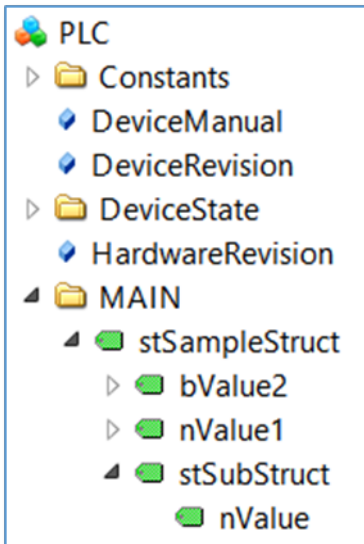 PLC
Constants
DeviceManual
DeviceRevision
DeviceState
HardwareRevision
MAIN
stSampleStruct
bValue2
nValue1
stSubStruct
nValue